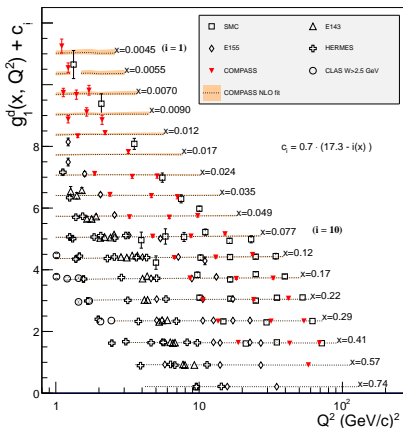 g₁ᵈ(x, Q²) + cᵢ
SMC
E143
E155
HERMES
COMPASS
CLAS W>2.5 GeV
COMPASS NLO fit
cᵢ = 0.7 · (17.3 - i(x) )
x=0.0045 (i = 1)
x=0.0055
x=0.0070
x=0.0090
x=0.012
x=0.017
x=0.024
x=0.035
x=0.049
x=0.077 (i = 10)
x=0.12
x=0.17
x=0.22
x=0.29
x=0.41
x=0.57
x=0.74
10
8
6
4
2
0
1 10 10²
Q² (GeV/c)²